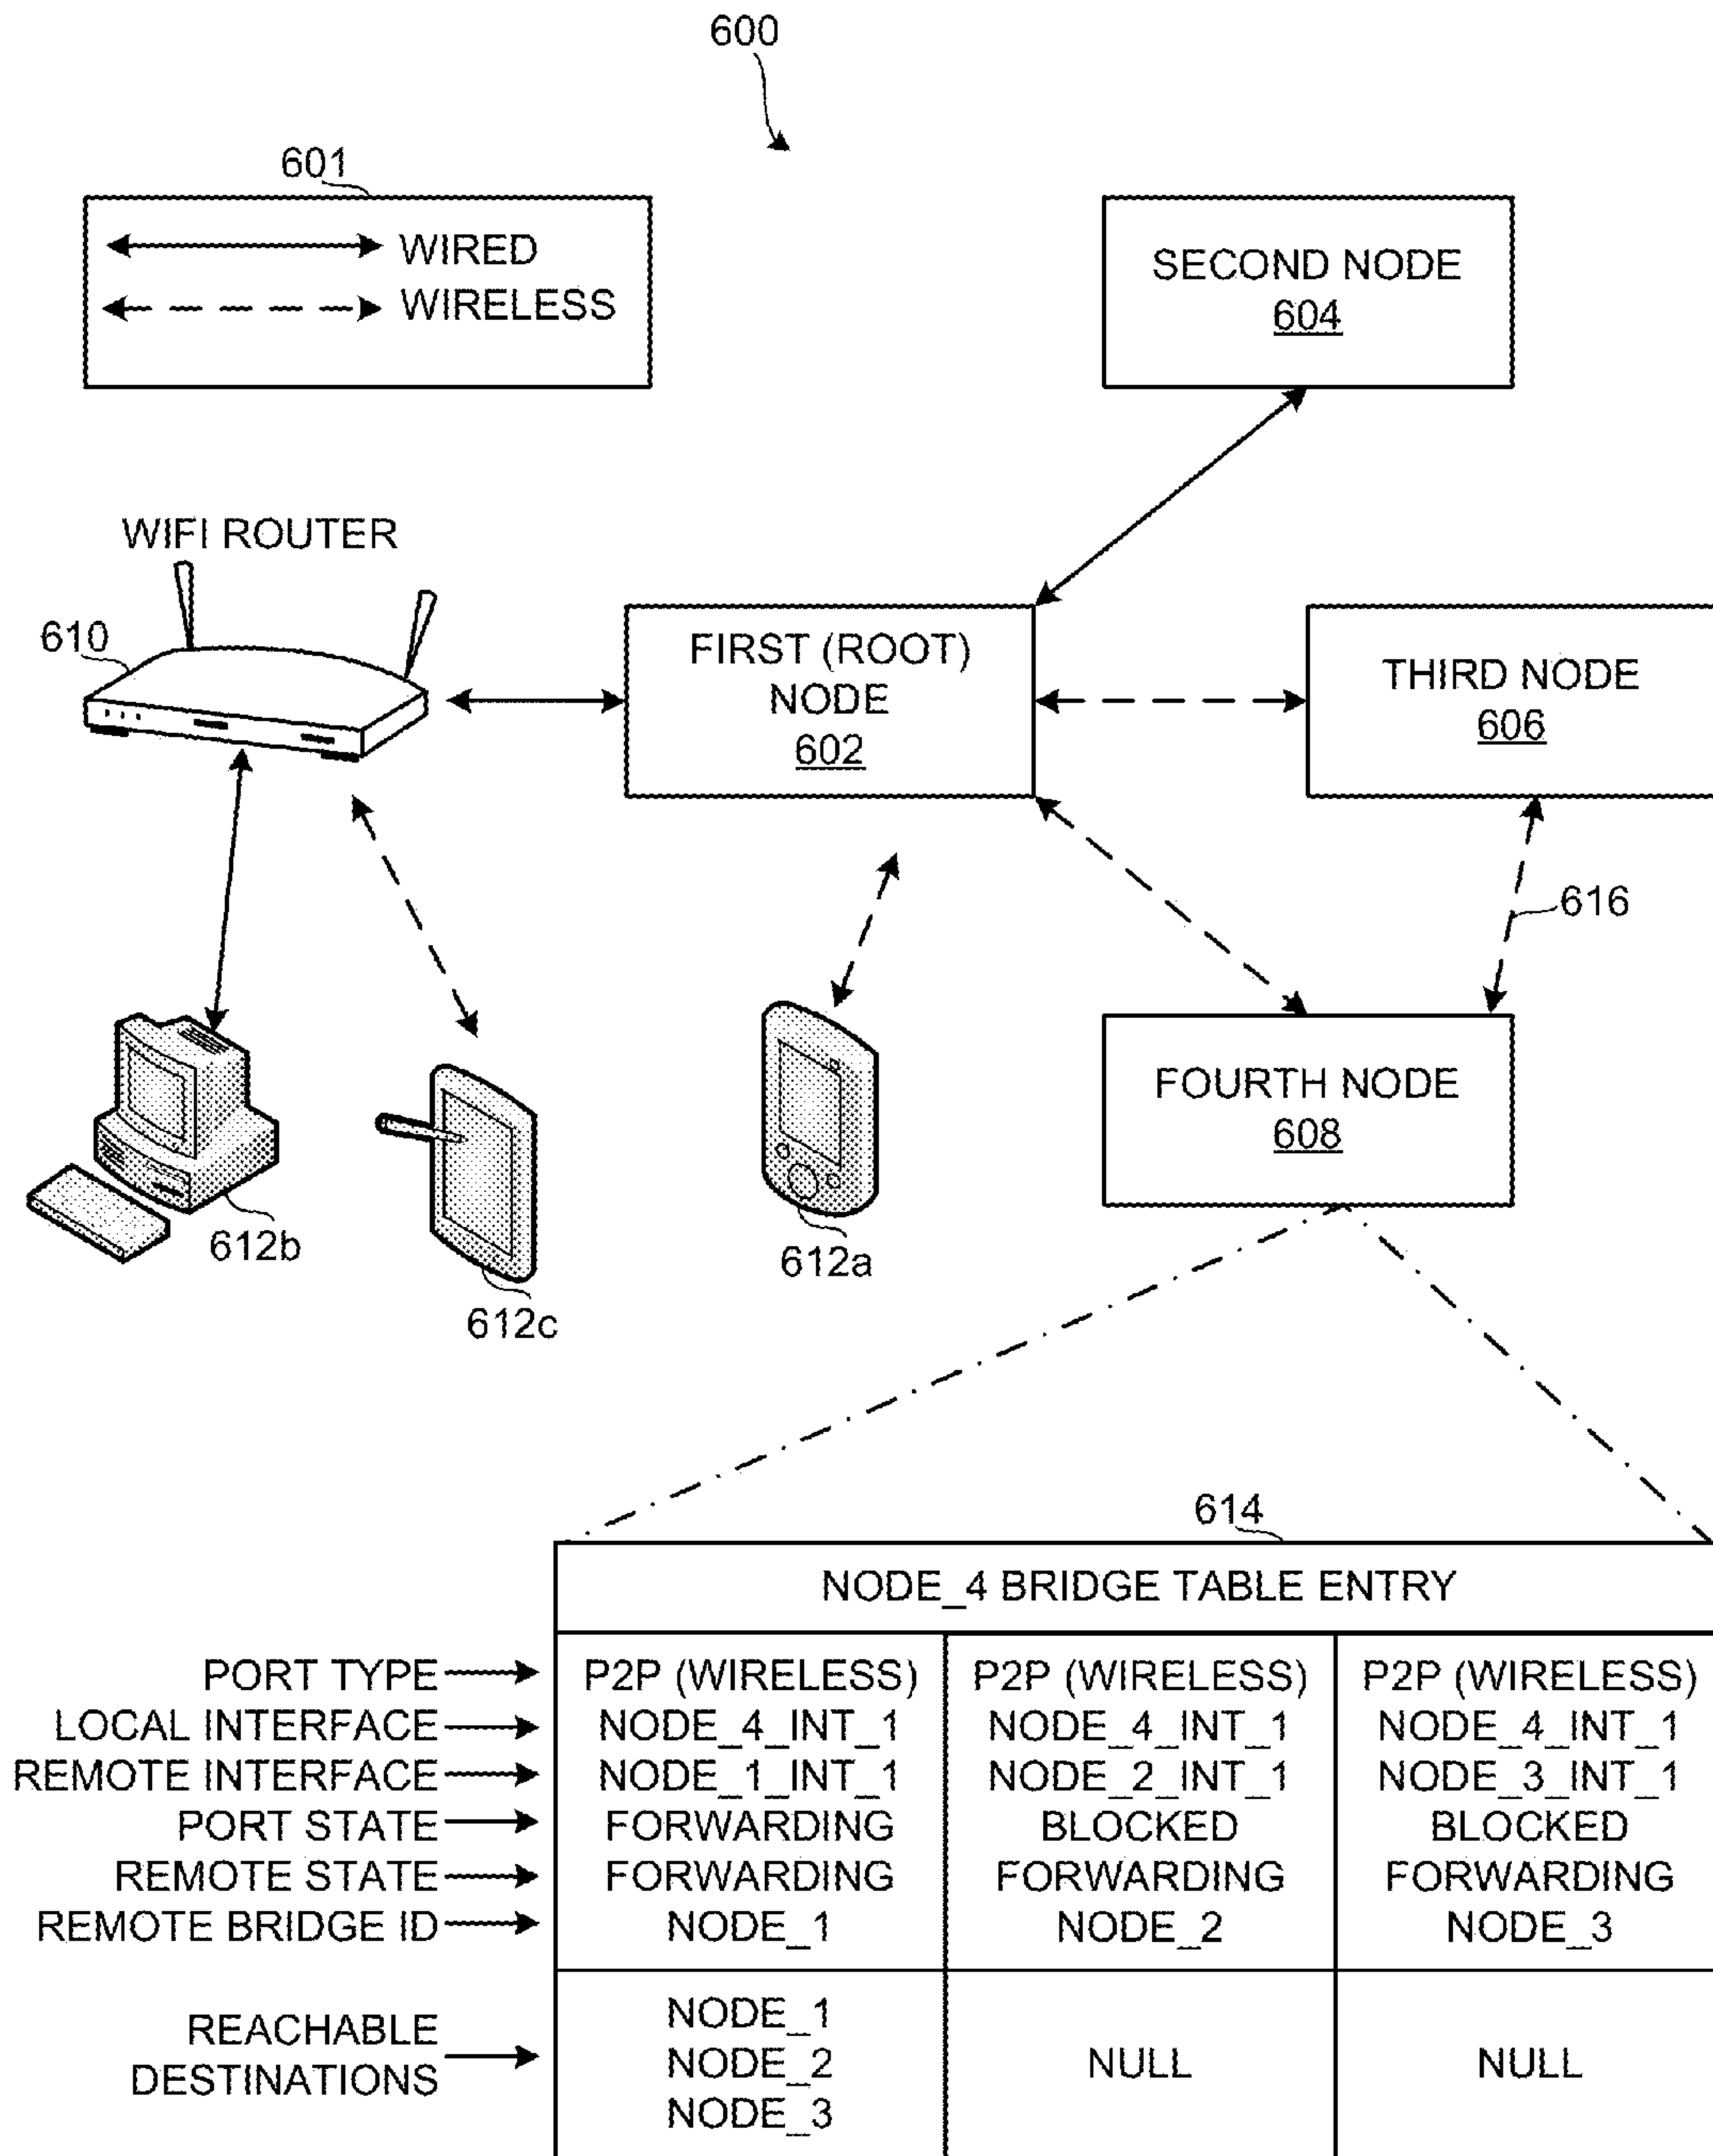 600
601
WIRED
WIRELESS
SECOND NODE
604
WIFI ROUTER
610
FIRST (ROOT)
NODE
602
THIRD NODE
606
616
FOURTH NODE
608
612b
612c
612a
614
NODE_4 BRIDGE TABLE ENTRY
PORT TYPE P2P (WIRELESS) P2P (WIRELESS) P2P (WIRELESS)
LOCAL INTERFACE NODE_4_INT_1 NODE_4_INT_1 NODE_4_INT_1
REMOTE INTERFACE NODE_1_INT_1 NODE_2_INT_1 NODE_3_INT_1
PORT STATE FORWARDING BLOCKED BLOCKED
REMOTE STATE FORWARDING FORWARDING FORWARDING
REMOTE BRIDGE ID NODE_1 NODE_2 NODE_3
REACHABLE
DESTINATIONS
NODE_1
NODE_2
NODE_3
NULL
NULL